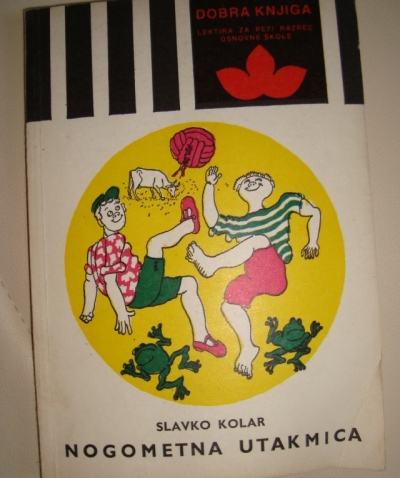 DOBRA KNJIGA
LEKTIRA ZA PETI RAZRED
OSNOVNE ŠKOLE
SLAVKO KOLAR
NOGOMETNA UTAKMICA